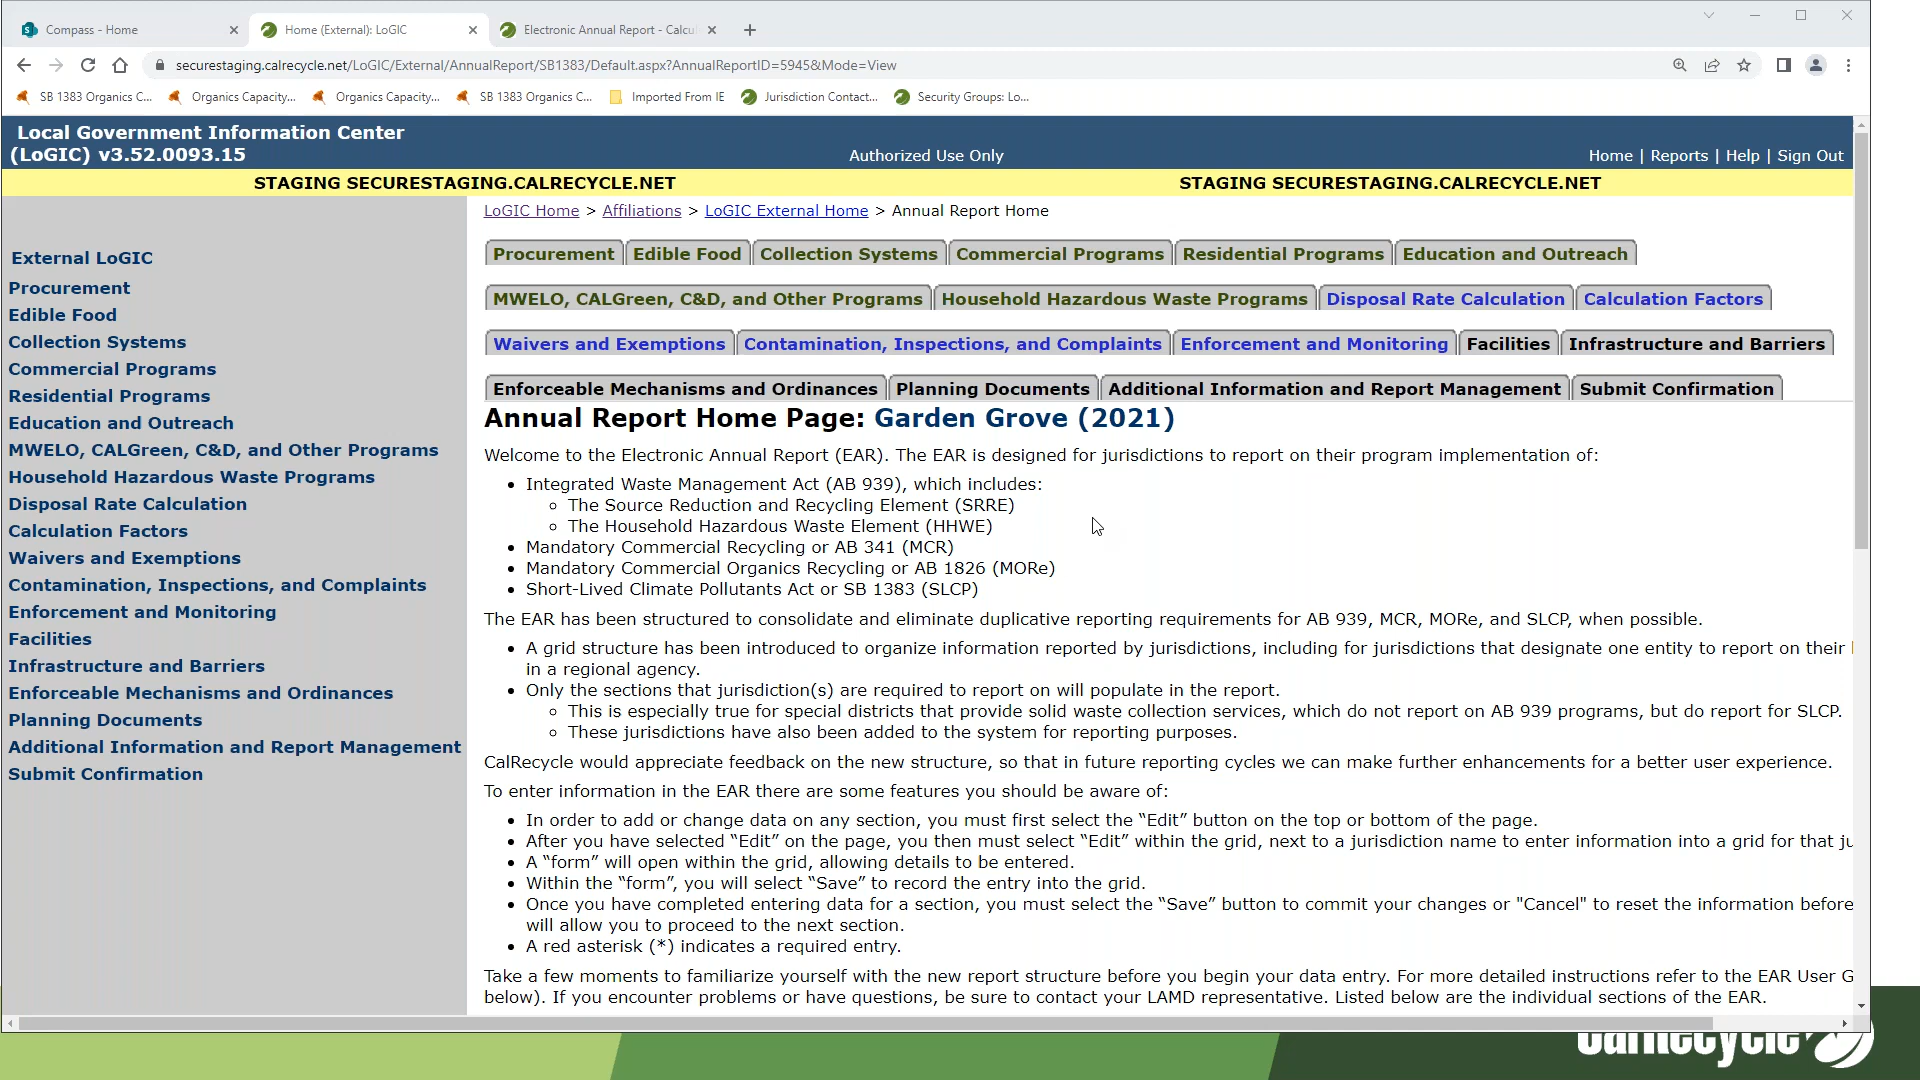 Compass - Home
Home (External): LoGIC
Electronic Annual Report - Calcu
securestaging.calrecycle.net/LoGIC/External/AnnualReport/SB1383/Default.aspx?AnnualReportID=5945&Mode=View
SB 1383 Organics C... Organics Capacity... Organics Capacity... SB 1383 Organics C... Imported From IE Jurisdiction Contact... Security Groups: Lo...
Local Government Information Center
(LoGIC) v3.52.0093.15
Authorized Use Only
Home | Reports | Help | Sign Out
STAGING SECURESTAGING.CALRECYCLE.NET STAGING SECURESTAGING.CALRECYCLE.NET
External LoGIC
Procurement
Edible Food
Collection Systems
Commercial Programs
Residential Programs
Education and Outreach
MWELO, CALGreen, C&D, and Other Programs
Household Hazardous Waste Programs
Disposal Rate Calculation
Calculation Factors
Waivers and Exemptions
Contamination, Inspections, and Complaints
Enforcement and Monitoring
Facilities
Infrastructure and Barriers
Enforceable Mechanisms and Ordinances
Planning Documents
Additional Information and Report Management
Submit Confirmation
LoGIC Home > Affiliations > LoGIC External Home > Annual Report Home
Procurement Edible Food Collection Systems Commercial Programs Residential Programs Education and Outreach
MWELO, CALGreen, C&D, and Other Programs Household Hazardous Waste Programs Disposal Rate Calculation Calculation Factors
Waivers and Exemptions Contamination, Inspections, and Complaints Enforcement and Monitoring Facilities Infrastructure and Barriers
Enforceable Mechanisms and Ordinances Planning Documents Additional Information and Report Management Submit Confirmation
Annual Report Home Page: Garden Grove (2021)
Welcome to the Electronic Annual Report (EAR). The EAR is designed for jurisdictions to report on their program implementation of:
• Integrated Waste Management Act (AB 939), which includes:
◦ The Source Reduction and Recycling Element (SRRE)
◦ The Household Hazardous Waste Element (HHWE)
• Mandatory Commercial Recycling or AB 341 (MCR)
• Mandatory Commercial Organics Recycling or AB 1826 (MORe)
• Short-Lived Climate Pollutants Act or SB 1383 (SLCP)
The EAR has been structured to consolidate and eliminate duplicative reporting requirements for AB 939, MCR, MORe, and SLCP, when possible.
• A grid structure has been introduced to organize information reported by jurisdictions, including for jurisdictions that designate one entity to report on their
in a regional agency.
• Only the sections that jurisdiction(s) are required to report on will populate in the report.
◦ This is especially true for special districts that provide solid waste collection services, which do not report on AB 939 programs, but do report for SLCP.
◦ These jurisdictions have also been added to the system for reporting purposes.
CalRecycle would appreciate feedback on the new structure, so that in future reporting cycles we can make further enhancements for a better user experience.
To enter information in the EAR there are some features you should be aware of:
• In order to add or change data on any section, you must first select the “Edit” button on the top or bottom of the page.
• After you have selected “Edit” on the page, you then must select “Edit” within the grid, next to a jurisdiction name to enter information into a grid for that ju
• A “form” will open within the grid, allowing details to be entered.
• Within the “form”, you will select “Save” to record the entry into the grid.
• Once you have completed entering data for a section, you must select the “Save” button to commit your changes or "Cancel" to reset the information before
will allow you to proceed to the next section.
• A red asterisk (*) indicates a required entry.
Take a few moments to familiarize yourself with the new report structure before you begin your data entry. For more detailed instructions refer to the EAR User G
below). If you encounter problems or have questions, be sure to contact your LAMD representative. Listed below are the individual sections of the EAR.
CalRecycle